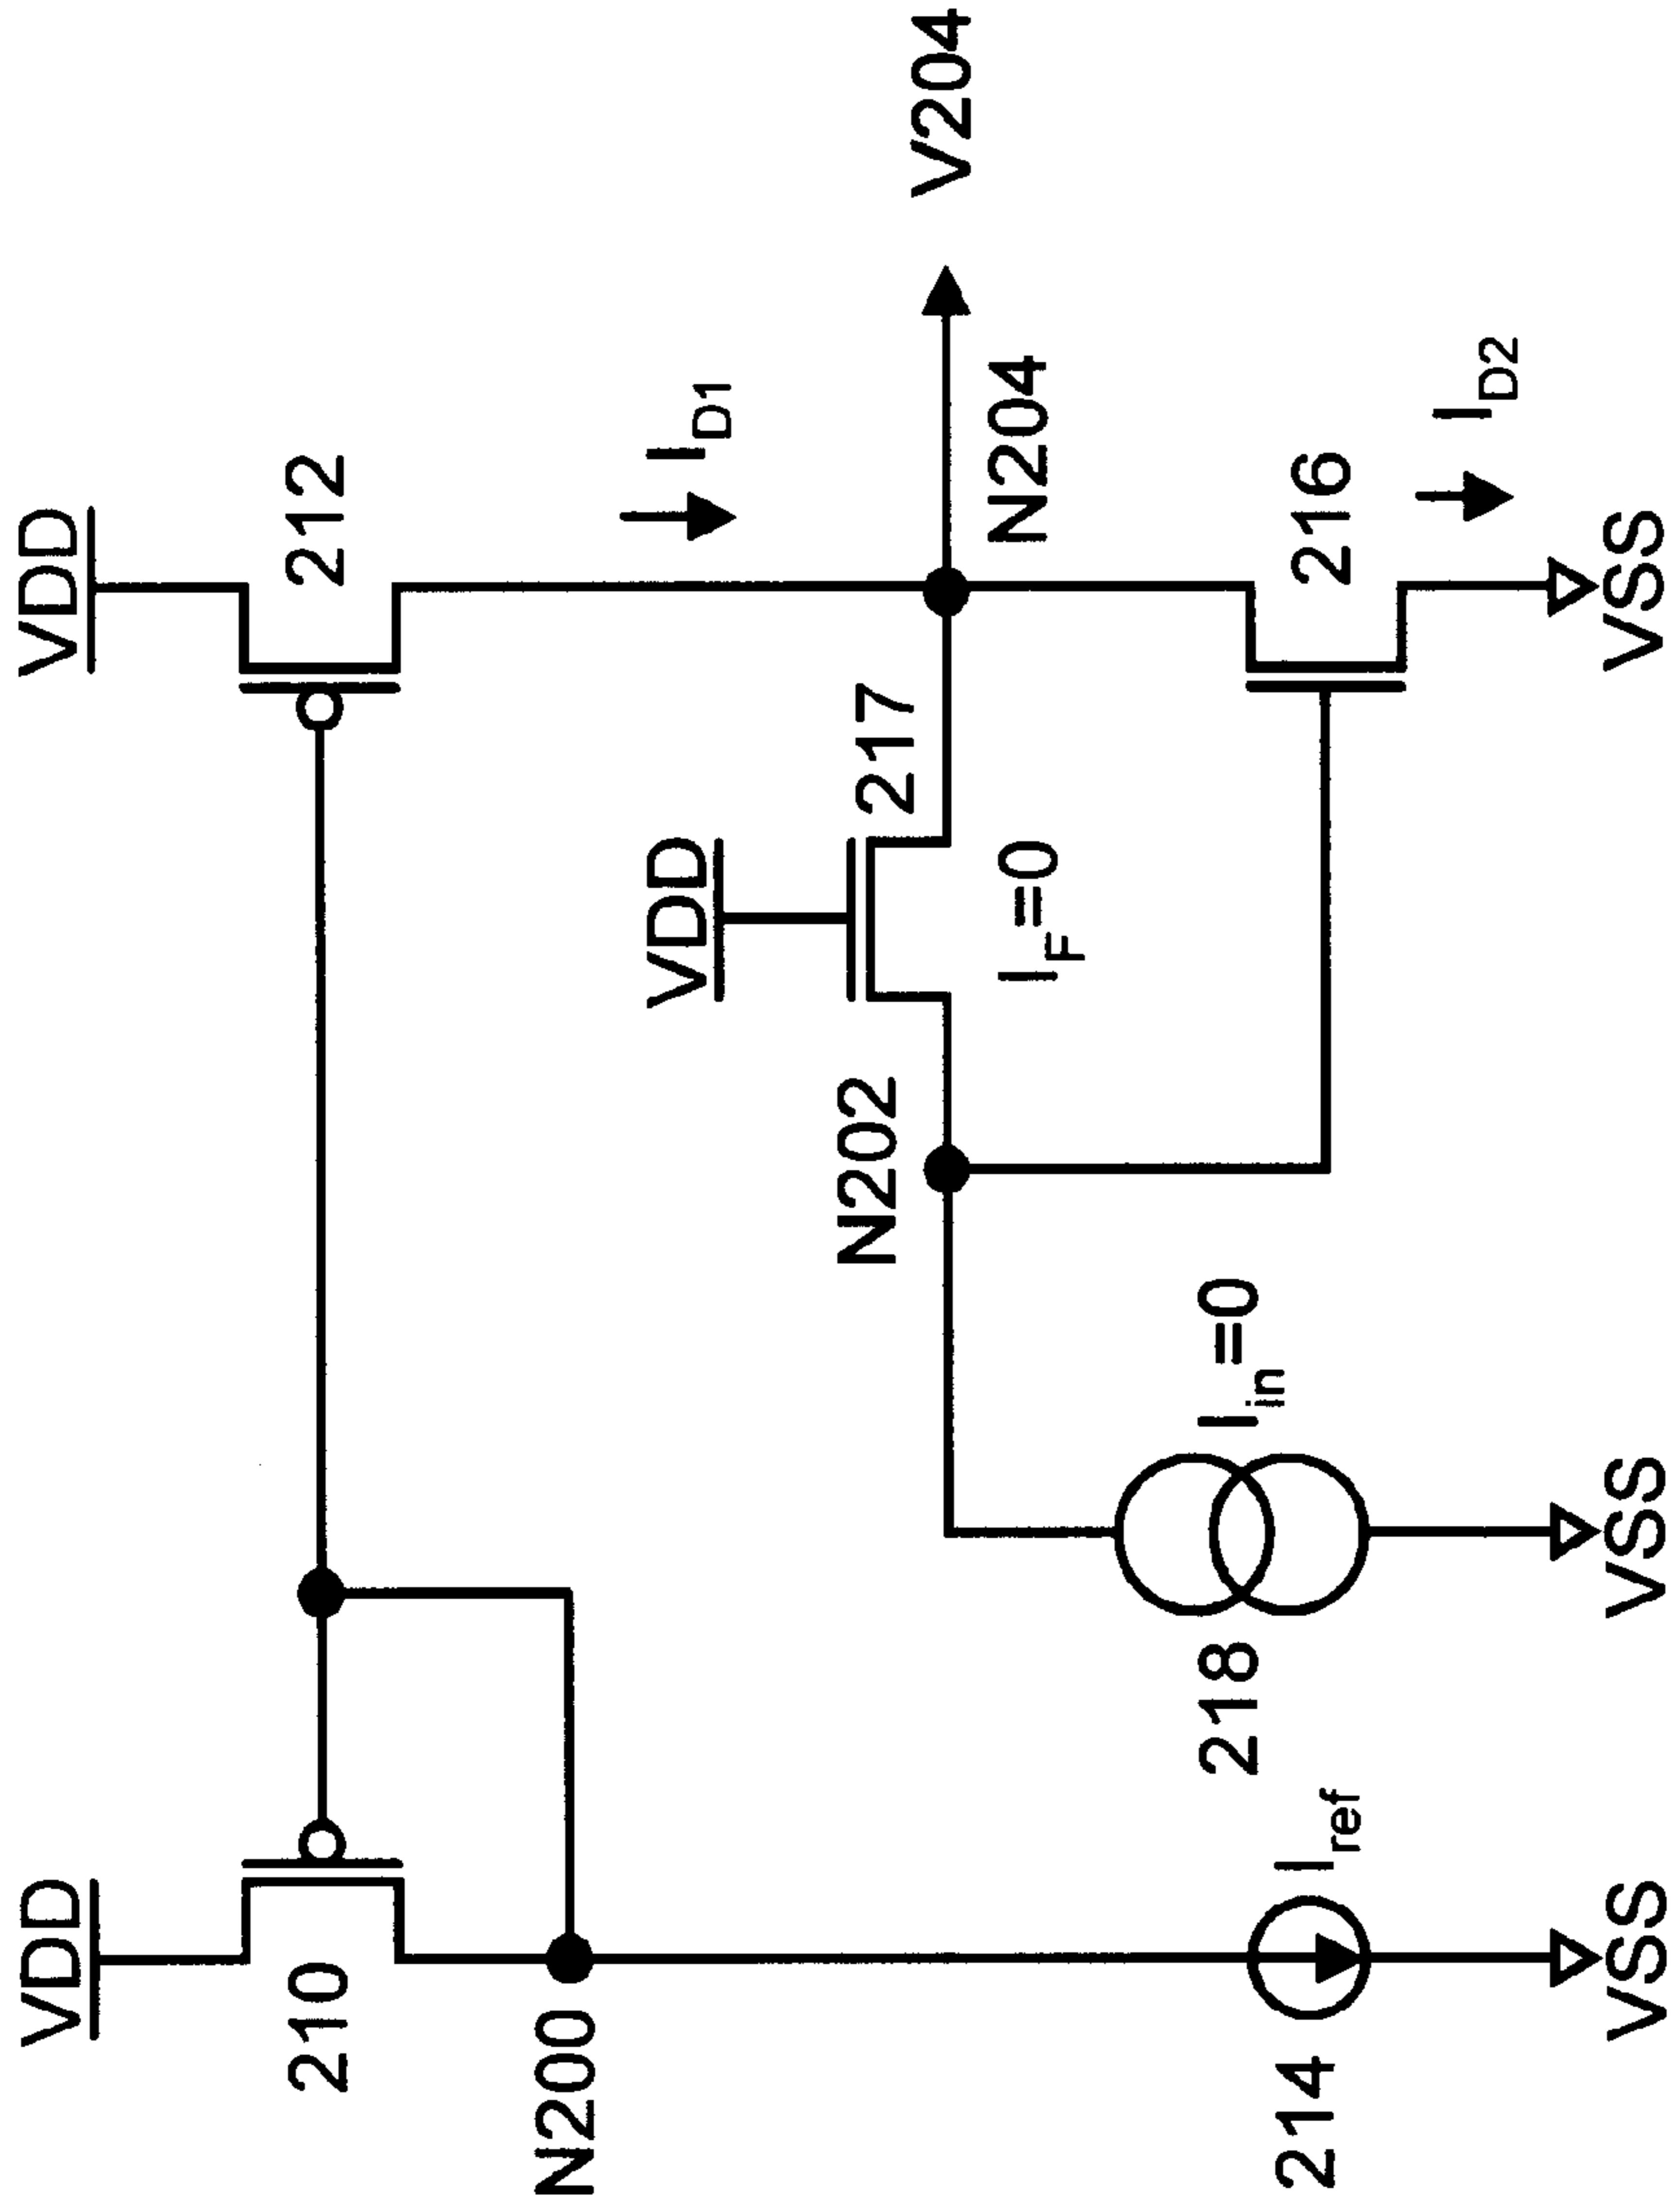 VDD
VDD
210
212
N200
VDD
I_D1
217
N202
V204
N204
I_F=0
218
I_in=0
214
I_ref
216
I_D2
VSS
VSS
VSS